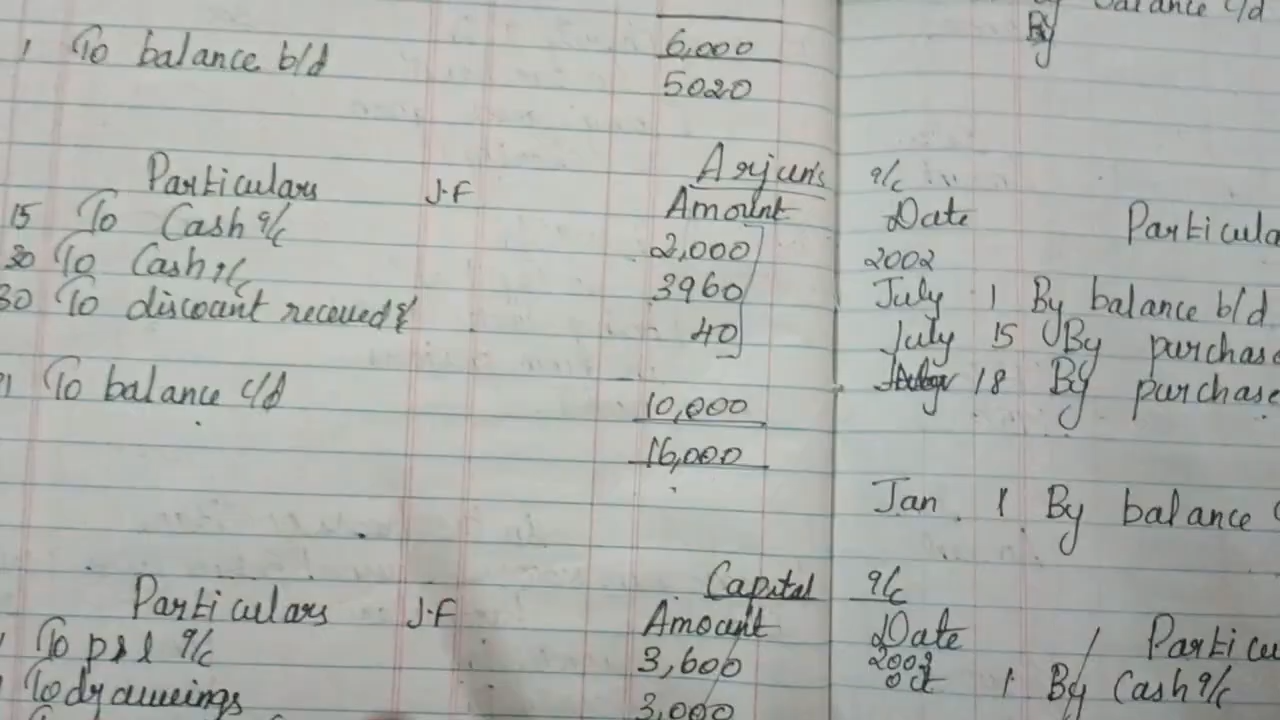 balance c/d
6,000 By
1 To balance b/d
5020
Arjun's a/c
Particulars J.F Amount Date Particula
15 To Cash a/c 2,000 2002
30 To Cash a/c 3960 July 1 By balance b/d
30 To discount 40 July 15 By purchase
To balance c/d 10,000 18 By purchase
16,000
Jan 1 By balance
Capital a/c
Particulars J.F Amount Date Particu
To p&l a/c 3,600
To drawings 3,000 Oct 1 By Cash a/c